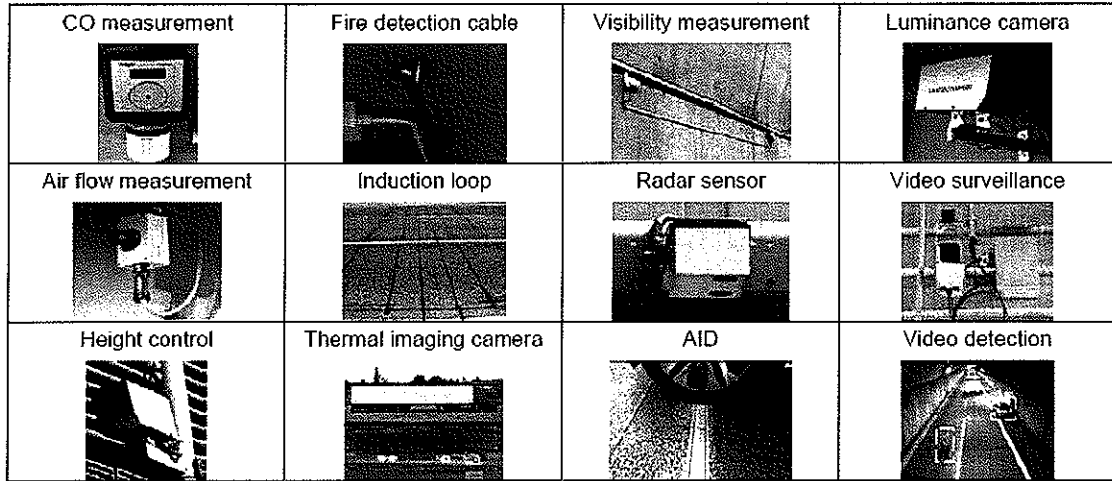 CO measurement
Fire detection cable
Visibility measurement
Luminance camera
Air flow measurement
Induction loop
Radar sensor
Video surveillance
Height control
Thermal imaging camera
AID
Video detection